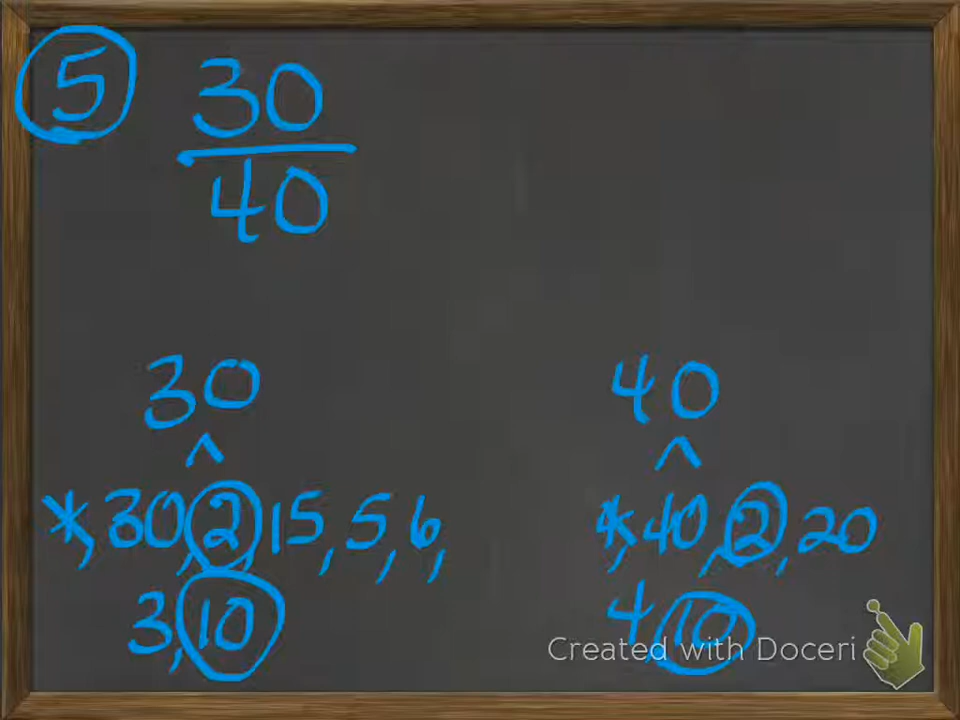 5
30
40
30 40
*, 30, 2, 15, 5, 6, *, 40, 2, 20
3, 10 4, 10
Created with Doceri